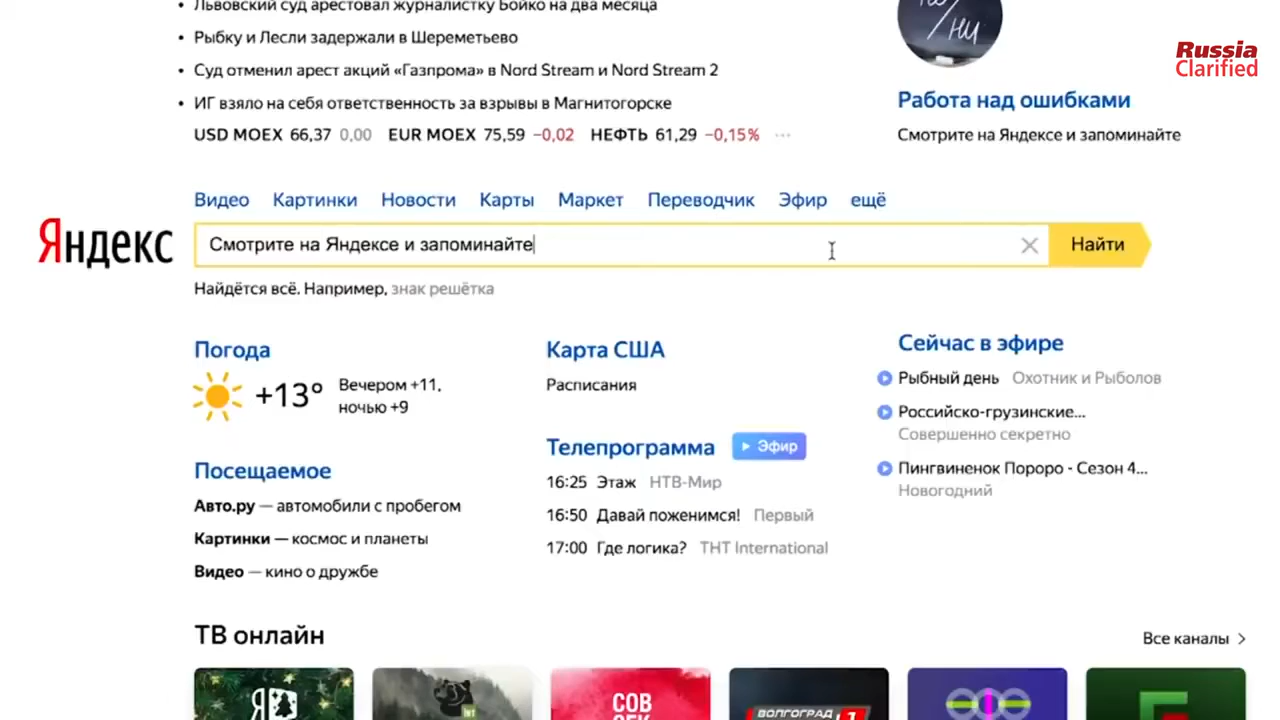 Львовский суд арестовал журналистку Бойко на два месяца
• Рыбку и Лесли задержали в Шереметьево
• Суд отменил арест акций «Газпрома» в Nord Stream и Nord Stream 2
• ИГ взяло на себя ответственность за взрывы в Магнитогорске
USD MOEX 66,37 0,00 EUR MOEX 75,59 −0,02 НЕФТЬ 61,29 −0,15% ···
Russia
Clarified
Работа над ошибками
Смотрите на Яндексе и запоминайте
Видео Картинки Новости Карты Маркет Переводчик Эфир ещё
Яндекс
Смотрите на Яндексе и запоминайте
Найти
Найдётся всё. Например, знак решётка
Погода
+13° Вечером +11,
ночью +9
Посещаемое
Авто.ру — автомобили с пробегом
Картинки — космос и планеты
Видео — кино о дружбе
Карта США
Расписания
Телепрограмма Эфир
16:25 Этаж НТВ-Мир
16:50 Давай поженимся! Первый
17:00 Где логика? ТНТ International
Сейчас в эфире
Рыбный день Охотник и Рыболов
Российско-грузинские...
Совершенно секретно
Пингвиненок Пороро - Сезон 4...
Новогодний
ТВ онлайн
Все каналы
Я
СОВ
ВОЛГОГРАД 1